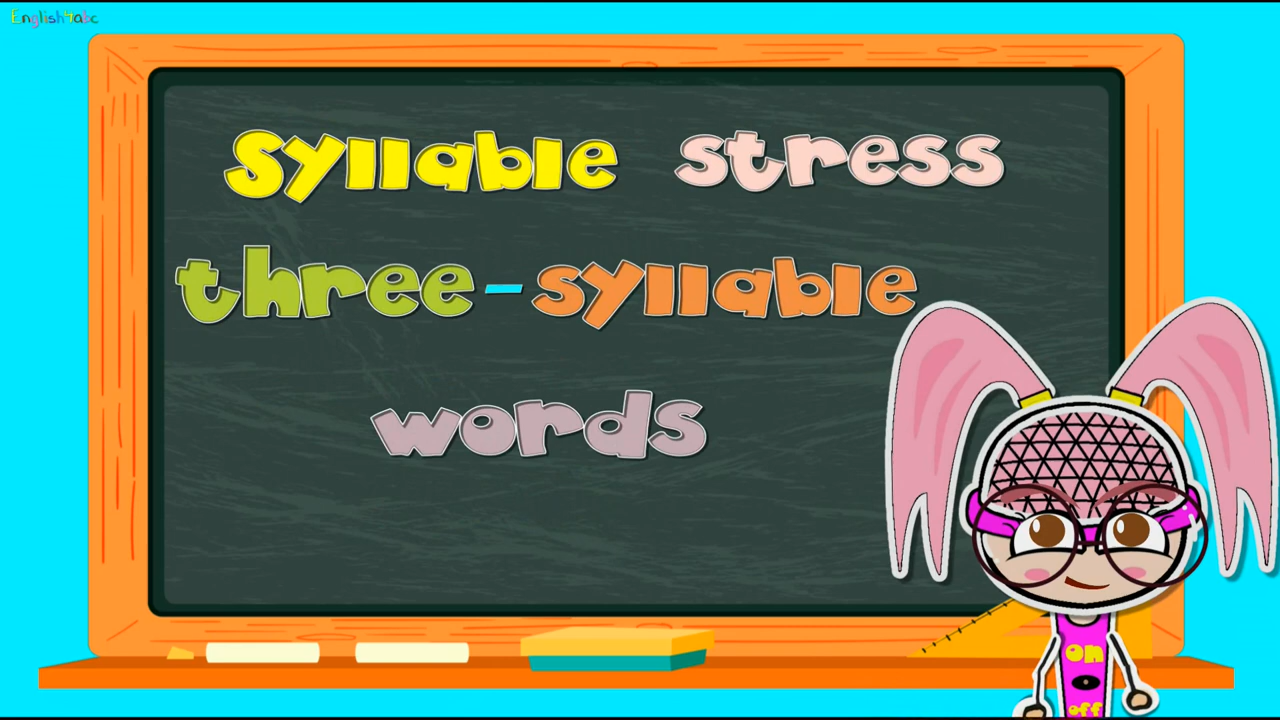 English4abc
Syllable stress
three-syllable
words
on
off